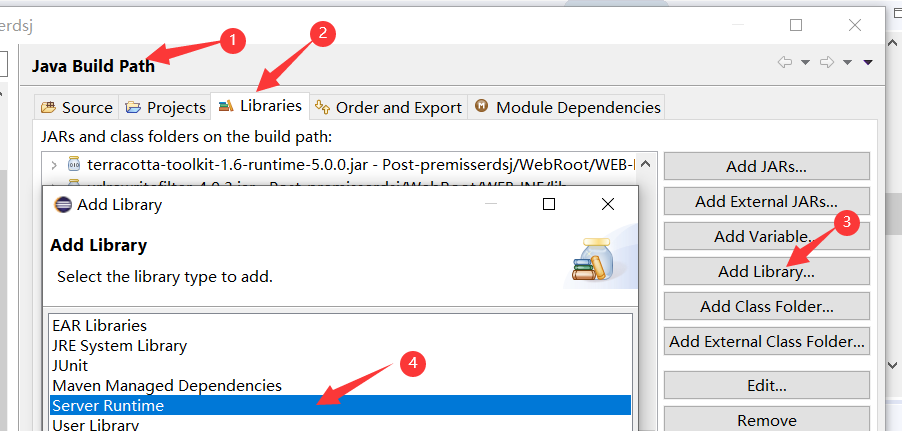 erdsj
1
Java Build Path
2
Source
Projects
Libraries
Order and Export
Module Dependencies
JARs and class folders on the build path:
terracotta-toolkit-1.6-runtime-5.0.0.jar - Post-premisserdsj/WebRoot/WEB-I
Add JARs...
Add External JARs...
Add Variable...
3
Add Library...
Add Class Folder...
Add External Class Folder...
Edit...
Remove
Add Library
Add Library
Select the library type to add.
EAR Libraries
JRE System Library
JUnit
4
Maven Managed Dependencies
Server Runtime
User Library